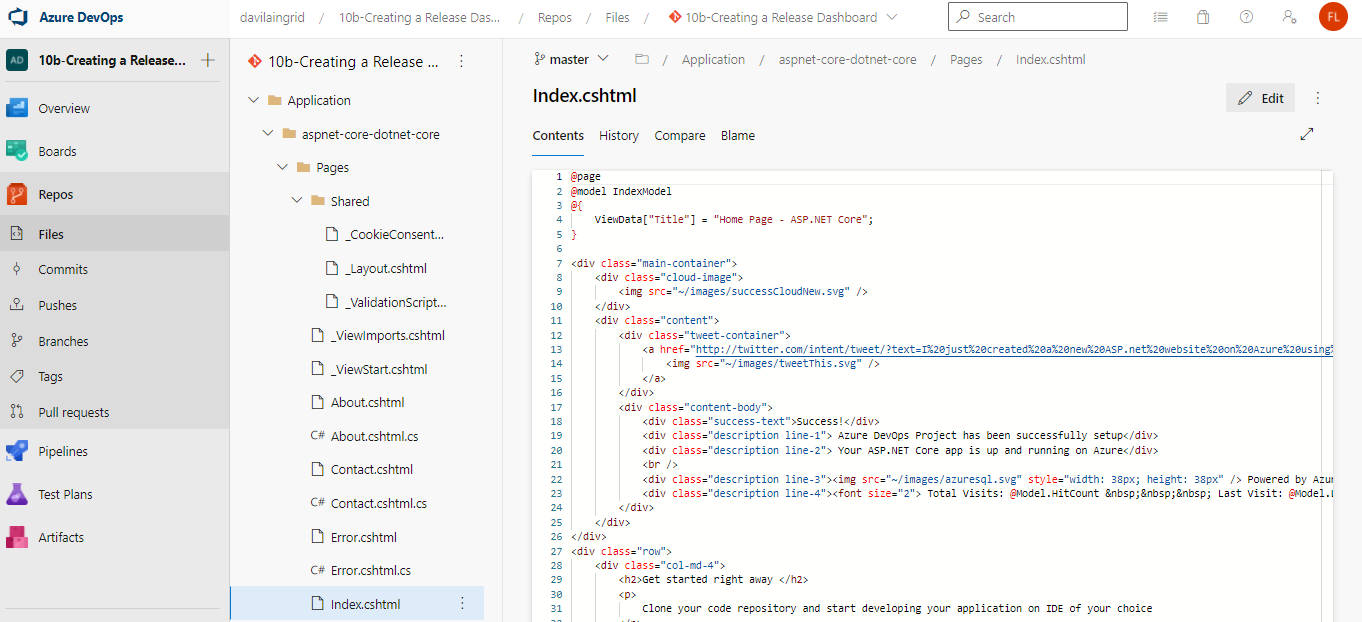 Azure DevOps
davilaingrid / 10b-Creating a Release Das... / Repos / Files / 10b-Creating a Release Dashboard
Search
FL
AD 10b-Creating a Release...
Overview
Boards
Repos
Files
Commits
Pushes
Branches
Tags
Pull requests
Pipelines
Test Plans
Artifacts
10b-Creating a Release ...
Application
aspnet-core-dotnet-core
Pages
Shared
_CookieConsent...
_Layout.cshtml
_ValidationScript...
_ViewImports.cshtml
_ViewStart.cshtml
About.cshtml
C# About.cshtml.cs
Contact.cshtml
C# Contact.cshtml.cs
Error.cshtml
C# Error.cshtml.cs
Index.cshtml
master / Application / aspnet-core-dotnet-core / Pages / Index.cshtml
Index.cshtml
Edit
Contents History Compare Blame
1 @page
2 @model IndexModel
3 @{
4 ViewData["Title"] = "Home Page - ASP.NET Core";
5 }
6
7 <div class="main-container">
8 <div class="cloud-image">
9 <img src="~/images/successCloudNew.svg" />
10 </div>
11 <div class="content">
12 <div class="tweet-container">
13 <a href="http://twitter.com/intent/tweet/?text=I%20just%20created%20a%20new%20ASP.net%20website%20on%20Azure%20using%
14 <img src="~/images/tweetThis.svg" />
15 </a>
16 </div>
17 <div class="content-body">
18 <div class="success-text">Success!</div>
19 <div class="description line-1"> Azure DevOps Project has been successfully setup</div>
20 <div class="description line-2"> Your ASP.NET Core app is up and running on Azure</div>
21 <br />
22 <div class="description line-3"><img src="~/images/azuresql.svg" style="width: 38px; height: 38px" /> Powered by Azur
23 <div class="description line-4"><font size="2"> Total Visits: @Model.HitCount &nbsp;&nbsp;&nbsp; Last Visit: @Model.L
24 </div>
25 </div>
26 </div>
27 <div class="row">
28 <div class="col-md-4">
29 <h2>Get started right away </h2>
30 <p>
31 Clone your code repository and start developing your application on IDE of your choice